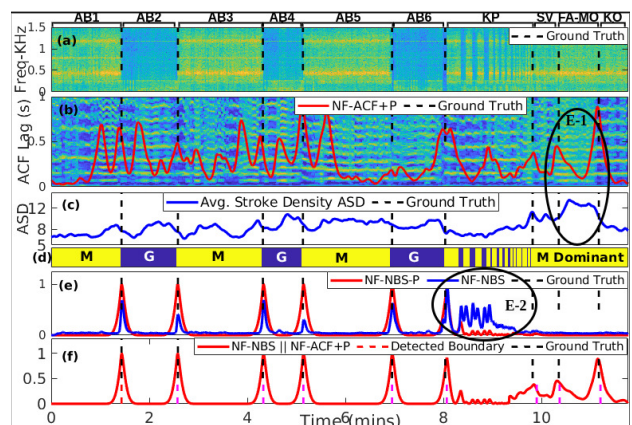 AB1 AB2 AB3 AB4 AB5 AB6 KP SV FA-MO KO
Freq-KHz 1.5 1 0.5 0 (a) Ground Truth
ACF Lag (s) 1 0.5 0 (b) NF-ACF+P Ground Truth E-1
ASD 12 8 5 (c) Avg. Stroke Density ASD Ground Truth
(d) M G M G M G M Dominant
1 0.5 0 (e) NF-NBS-P NF-NBS Ground Truth E-2
1 0.5 0 (f) NF-NBS || NF-ACF+P Detected Boundary Ground Truth
0 2 4 6 8 10
Time (mins)